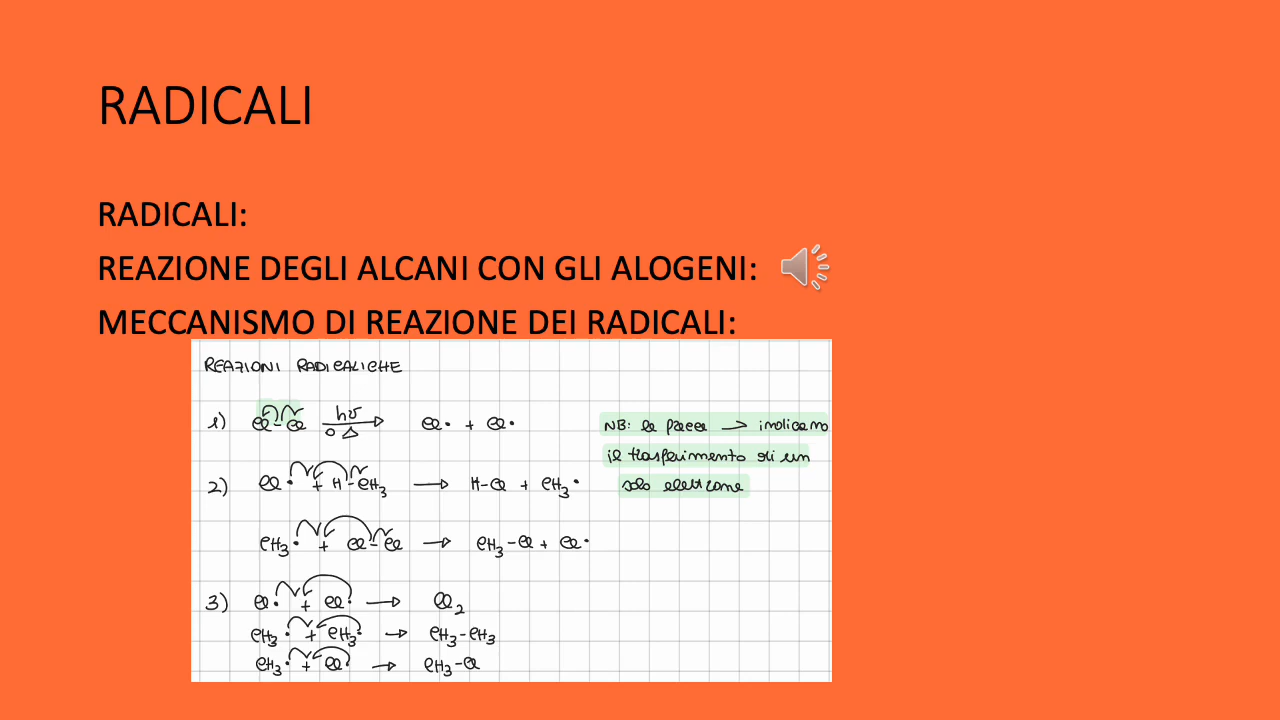 RADICALI
RADICALI:
REAZIONE DEGLI ALCANI CON GLI ALOGENI:
MECCANISMO DI REAZIONE DEI RADICALI:
REAZIONI RADICALICHE
1) Cl-Cl hν o Δ → Cl• + Cl•
NB: le frecce → indicano
il trasferimento di un
solo elettrone
2) Cl• + H-CH₃ → H-Cl + CH₃•
CH₃• + Cl-Cl → CH₃-Cl + Cl•
3) Cl• + Cl• → Cl₂
CH₃• + CH₃• → CH₃-CH₃
CH₃• + Cl• → CH₃-Cl